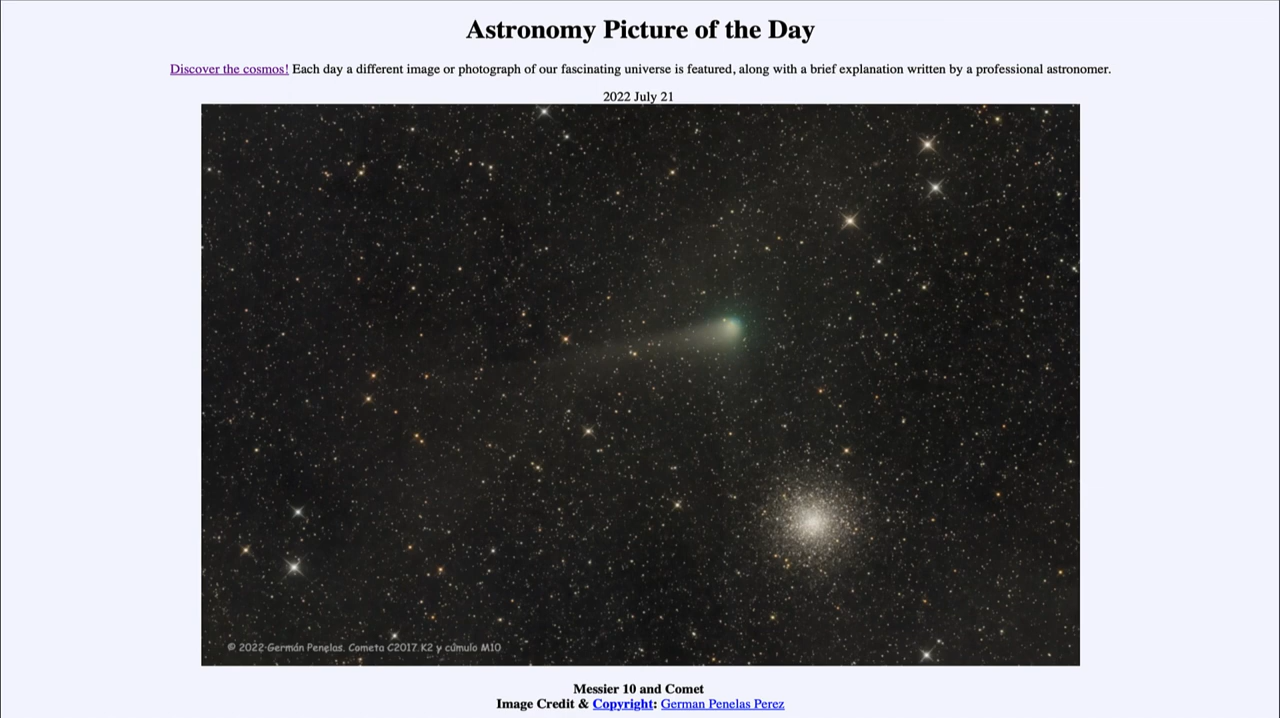 Astronomy Picture of the Day
Discover the cosmos! Each day a different image or photograph of our fascinating universe is featured, along with a brief explanation written by a professional astronomer.
2022 July 21
© 2022 Germán Penelas. Cometa C2017 K2 y cúmulo M10
Messier 10 and Comet
Image Credit & Copyright: German Penelas Perez